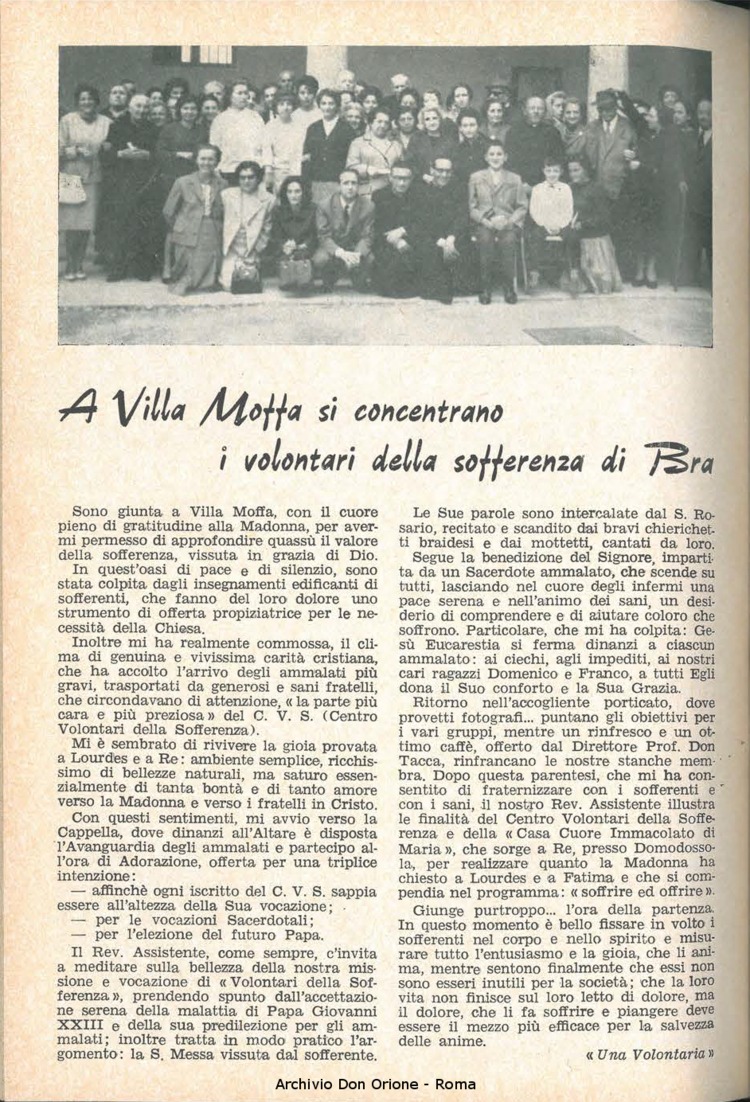 A Villa Moffa si concentrano
i volontari della sofferenza di Bra
Sono giunta a Villa Moffa, con il cuore
pieno di gratitudine alla Madonna, per aver-
mi permesso di approfondire quassù il valore
della sofferenza, vissuta in grazia di Dio.
In quest'oasi di pace e di silenzio, sono
stata colpita dagli insegnamenti edificanti di
sofferenti, che fanno del loro dolore uno
strumento di offerta propiziatrice per le ne-
cessità della Chiesa.
Inoltre mi ha realmente commossa, il cli-
ma di genuina e vivissima carità cristiana,
che ha accolto l'arrivo degli ammalati più
gravi, trasportati da generosi e sani fratelli,
che circondavano di attenzione, « la parte più
cara e più preziosa » del C. V. S. (Centro
Volontari della Sofferenza).
Mi è sembrato di rivivere la gioia provata
a Lourdes e a Re: ambiente semplice, ricchis-
simo di bellezze naturali, ma saturo essen-
zialmente di tanta bontà e di tanto amore
verso la Madonna e verso i fratelli in Cristo.
Con questi sentimenti, mi avvio verso la
Cappella, dove dinanzi all'Altare è disposta
l'Avanguardia degli ammalati e partecipo al-
l'ora di Adorazione, offerta per una triplice
intenzione:
— affinchè ogni iscritto del C. V. S. sappia
essere all'altezza della Sua vocazione;
— per le vocazioni Sacerdotali;
— per l'elezione del futuro Papa.
Il Rev. Assistente, come sempre, c'invita
a meditare sulla bellezza della nostra mis-
sione e vocazione di « Volontari della Sof-
ferenza », prendendo spunto dall'accettazio-
ne serena della malattia di Papa Giovanni
XXIII e della sua predilezione per gli am-
malati; inoltre tratta in modo pratico l'ar-
gomento: la S. Messa vissuta dal sofferente.
Le Sue parole sono intercalate dal S. Ro-
sario, recitato e scandito dai bravi chierichet-
ti braidesi e dai mottetti, cantati da loro.
Segue la benedizione del Signore, imparti-
ta da un Sacerdote ammalato, che scende su
tutti, lasciando nel cuore degli infermi una
pace serena e nell'animo dei sani, un desi-
derio di comprendere e di aiutare coloro che
soffrono. Particolare, che mi ha colpita: Ge-
sù Eucarestia si ferma dinanzi a ciascun
ammalato: ai ciechi, agli impediti, ai nostri
cari ragazzi Domenico e Franco, a tutti Egli
dona il Suo conforto e la Sua Grazia.
Ritorno nell'accogliente porticato, dove
provetti fotografi... puntano gli obiettivi per
i vari gruppi, mentre un rinfresco e un ot-
timo caffè, offerto dal Direttore Prof. Don
Tacca, rinfrancano le nostre stanche mem-
bra. Dopo questa parentesi, che mi ha con-
sentito di fraternizzare con i sofferenti e
con i sani, il nostro Rev. Assistente illustra
le finalità del Centro Volontari della Soffe-
renza e della « Casa Cuore Immacolato di
Maria », che sorge a Re, presso Domodosso-
la, per realizzare quanto la Madonna ha
chiesto a Lourdes e a Fatima e che si com-
pendia nel programma: « soffrire ed offrire ».
Giunge purtroppo... l'ora della partenza.
In questo momento è bello fissare in volto i
sofferenti nel corpo e nello spirito e misu-
rare tutto l'entusiasmo e la gioia, che li ani-
ma, mentre sentono finalmente che essi non
sono esseri inutili per la società; che la loro
vita non finisce sul loro letto di dolore, ma
il dolore, che li fa soffrire e piangere deve
essere il mezzo più efficace per la salvezza
delle anime.
« Una Volontaria »
Archivio Don Orione - Roma